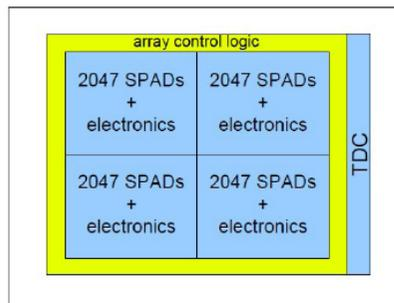 array control logic
2047 SPADs
+
electronics
2047 SPADs
+
electronics
2047 SPADs
+
electronics
2047 SPADs
+
electronics
TDC